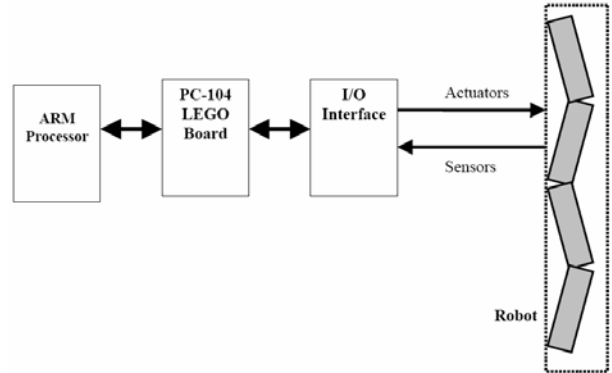 ARM
Processor
PC-104
LEGO
Board
I/O
Interface
Actuators
Sensors
Robot